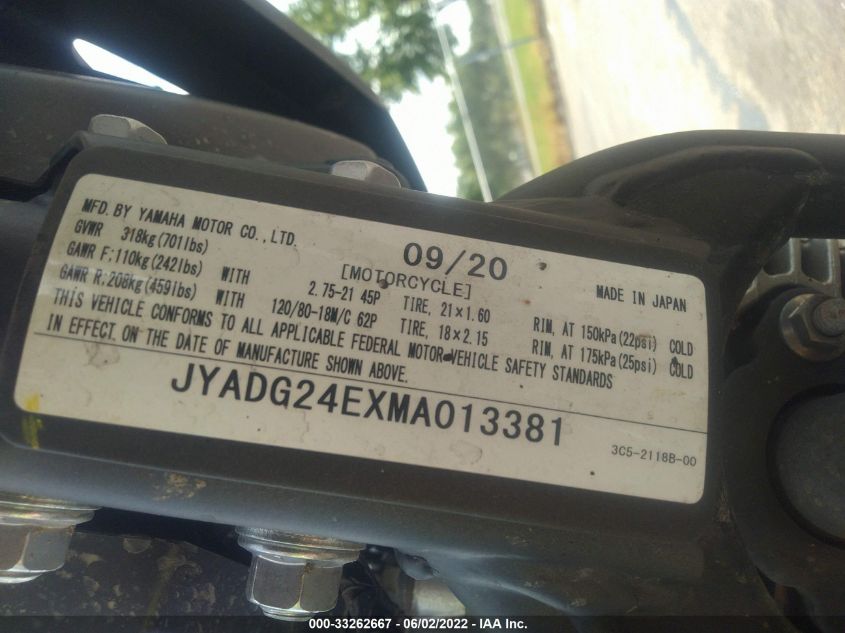 MFD. BY YAMAHA MOTOR CO., LTD. 09/20 MADE IN JAPAN
GVWR 318kg(701lbs) [MOTORCYCLE]
GAWR F:110kg(242lbs) WITH 2.75-21 45P TIRE, 21×1.60 RIM, AT 150kPa(22psi) COLD
GAWR R:208kg(459lbs) WITH 120/80-18M/C 62P TIRE, 18×2.15 RIM, AT 175kPa(25psi) COLD
THIS VEHICLE CONFORMS TO ALL APPLICABLE FEDERAL MOTOR VEHICLE SAFETY STANDARDS
IN EFFECT ON THE DATE OF MANUFACTURE SHOWN ABOVE.
JYADG24EXMA013381
3C5-2118B-00
000-33262667 - 06/02/2022 - www.iaai.com